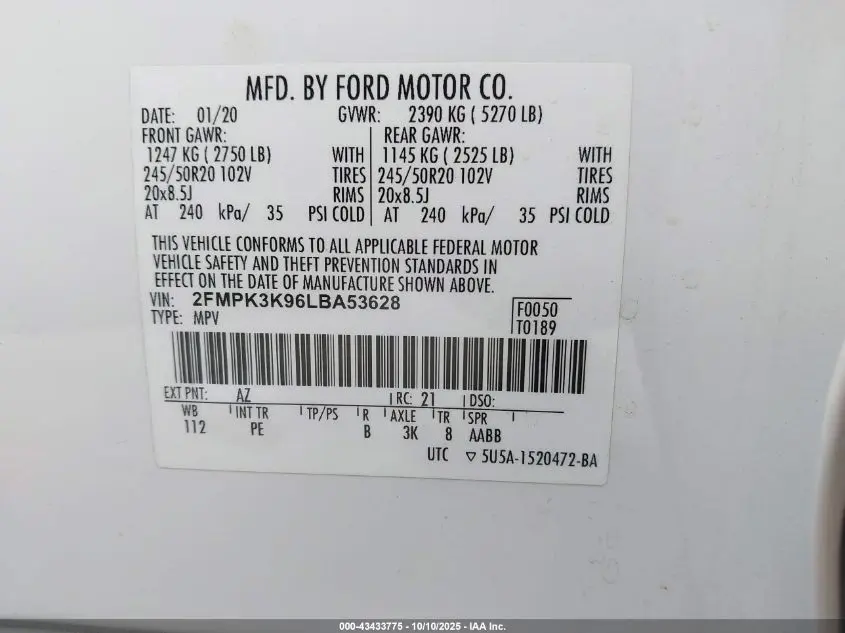 MFD. BY FORD MOTOR CO.
DATE: 01/20 GVWR: 2390 KG ( 5270 LB)
FRONT GAWR: REAR GAWR:
1247 KG ( 2750 LB) WITH 1145 KG ( 2525 LB) WITH
245/50R20 102V TIRES 245/50R20 102V TIRES
20x8.5J RIMS 20x8.5J RIMS
AT 240 kPa/ 35 PSI COLD AT 240 kPa/ 35 PSI COLD
THIS VEHICLE CONFORMS TO ALL APPLICABLE FEDERAL MOTOR
VEHICLE SAFETY AND THEFT PREVENTION STANDARDS IN
EFFECT ON THE DATE OF MANUFACTURE SHOWN ABOVE.
VIN: 2FMPK3K96LBA53628 F0050
TYPE: MPV T0189
EXT PNT: AZ RC: 21 DSO:
WB INT TR TP/PS R AXLE TR SPR
112 PE B 3K 8 AABB
UTC ▽ 5U5A-1520472-BA
000-43433775 - 10/10/2025 - IAA Inc.